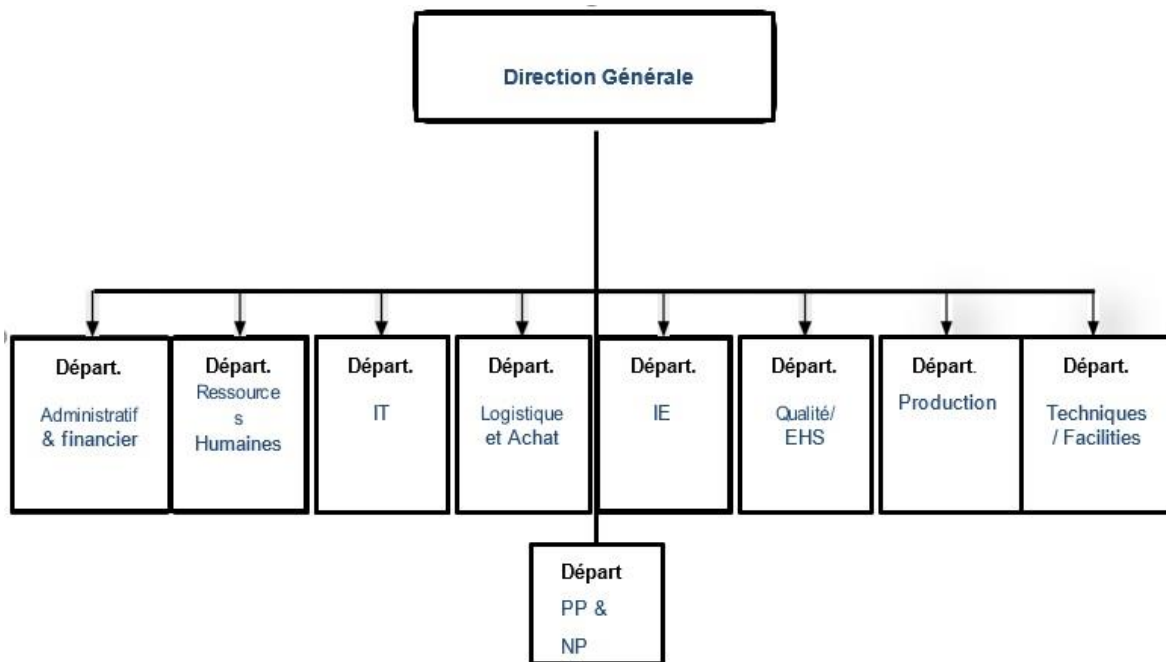 Direction Générale
Départ.
Administratif
& financier
Départ.
Ressource
s
Humaines
Départ.
IT
Départ.
Logistique
et Achat
Départ.
IE
Départ.
Qualité/
EHS
Départ.
Production
Départ.
Techniques
/ Facilities
Départ
PP &
NP